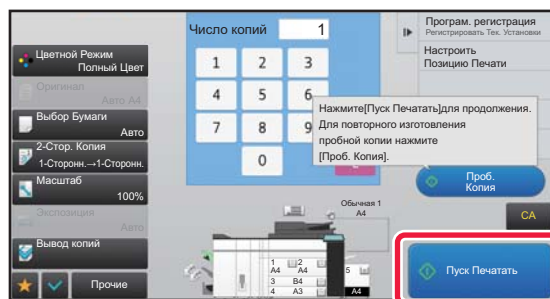 Число копий 1
Програм. регистрация
Регистрировать Тек. Установки
Настроить
Позицию Печати
Цветной Режим
Полный Цвет
Оригинал
Авто A4
Выбор Бумаги
Авто
2-Стор. Копия
1-Сторонн.→1-Сторонн.
Масштаб
100%
Экспозиция
Авто
Вывод копий
Прочие
1 2 3
4 5 6
7 8 9
0
Нажмите[Пуск Печатать]для продолжения.
Для повторного изготовления
пробной копии нажмите
[Проб. Копия].
Проб.
Копия
Обычная 1
A4
CA
1 2
A4 A4
3 B4
4 A3
5
A4
Пуск Печатать